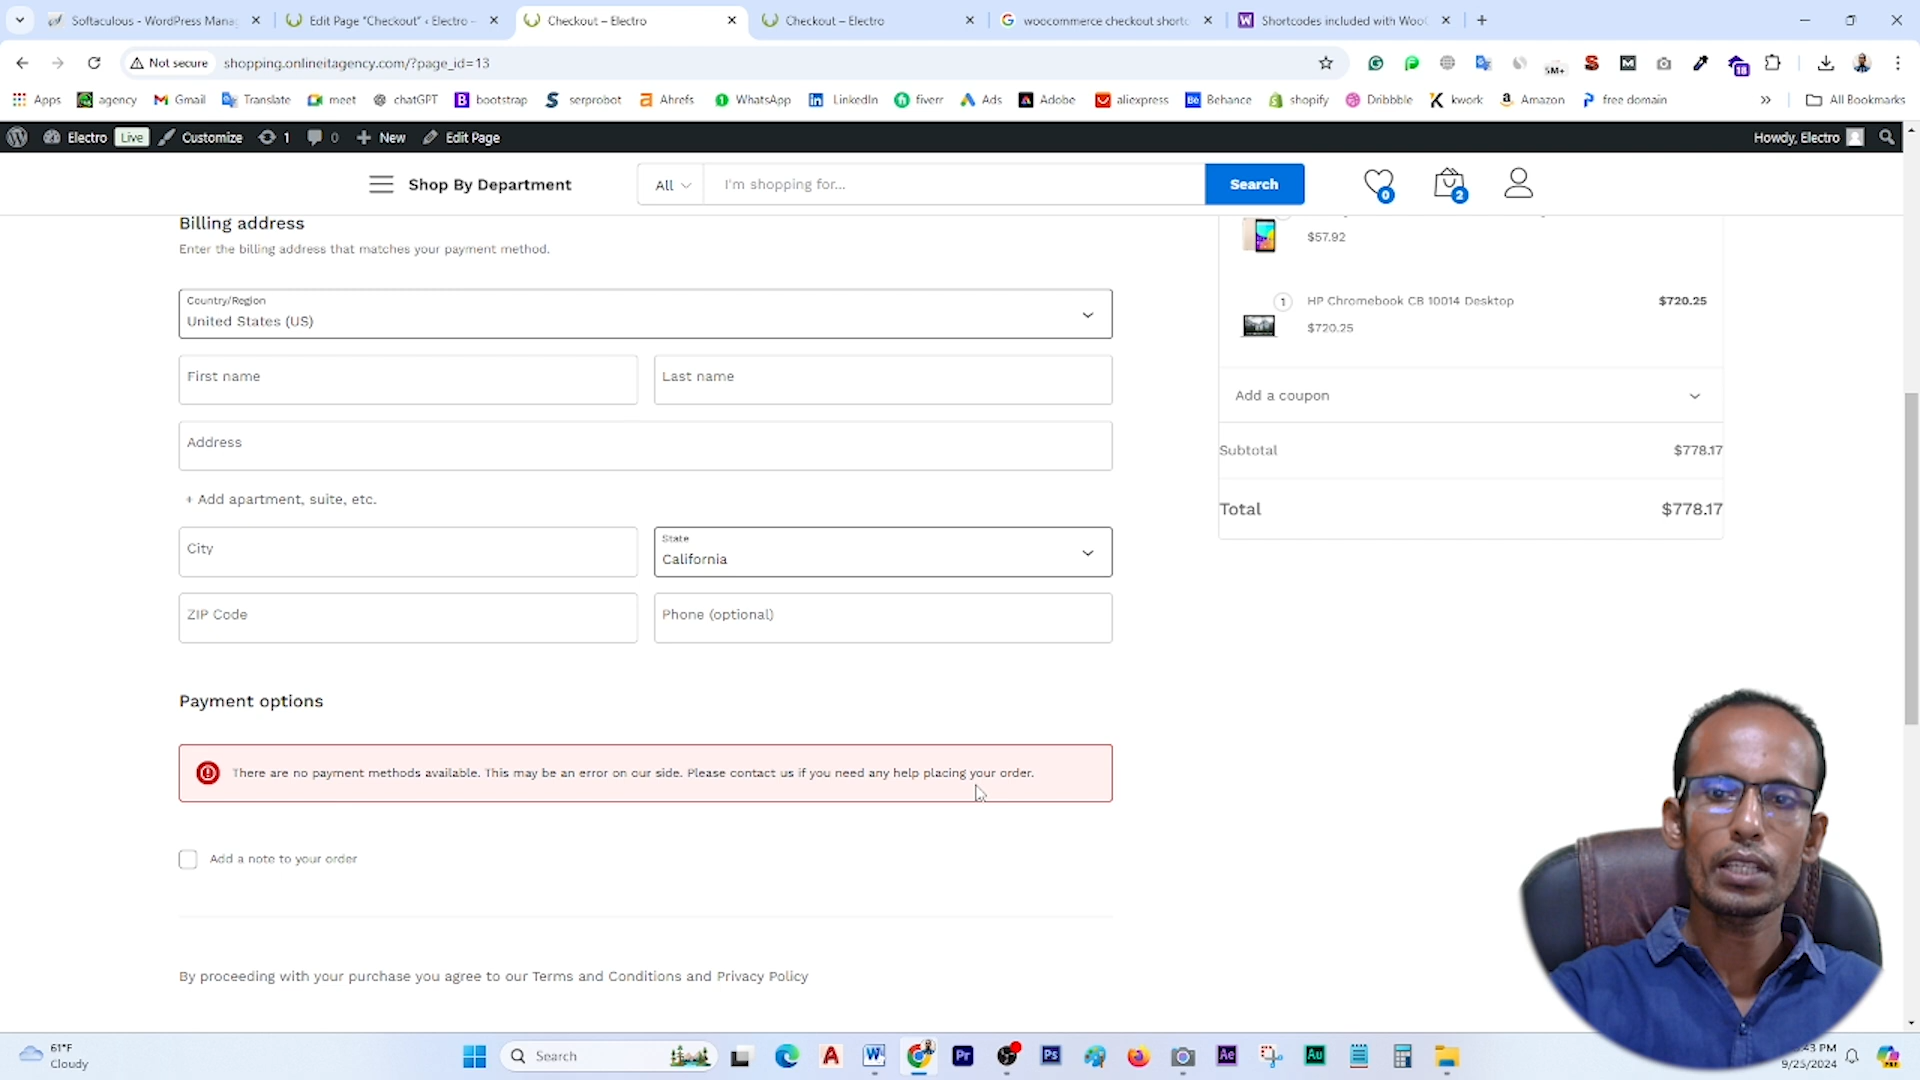 Softaculous - WordPress Mana
Edit Page "Checkout" ‹ Electro –
Checkout – Electro
Checkout – Electro
woocommerce checkout shortc
Shortcodes included with Woo
Not secure
shopping.onlineitagency.com/?page_id=13
5M+
18
Apps
agency
Gmail
Translate
meet
chatGPT
bootstrap
serprobot
Ahrefs
WhatsApp
LinkedIn
fiverr
Ads
Adobe
aliexpress
Behance
shopify
Dribbble
kwork
Amazon
free domain
All Bookmarks
Electro
Live
Customize
1
0
New
Edit Page
Howdy, Electro
Shop By Department
All
I'm shopping for...
Search
0
2
Billing address
Enter the billing address that matches your payment method.
Country/Region
United States (US)
First name
Last name
Address
+ Add apartment, suite, etc.
City
State
California
ZIP Code
Phone (optional)
Payment options
There are no payment methods available. This may be an error on our side. Please contact us if you need any help placing your order.
Add a note to your order
By proceeding with your purchase you agree to our Terms and Conditions and Privacy Policy
$57.92
1
HP Chromebook CB 10014 Desktop
$720.25
$720.25
Add a coupon
Subtotal
$778.17
Total
$778.17
61°F
Cloudy
Search
:43 PM
9/25/2024